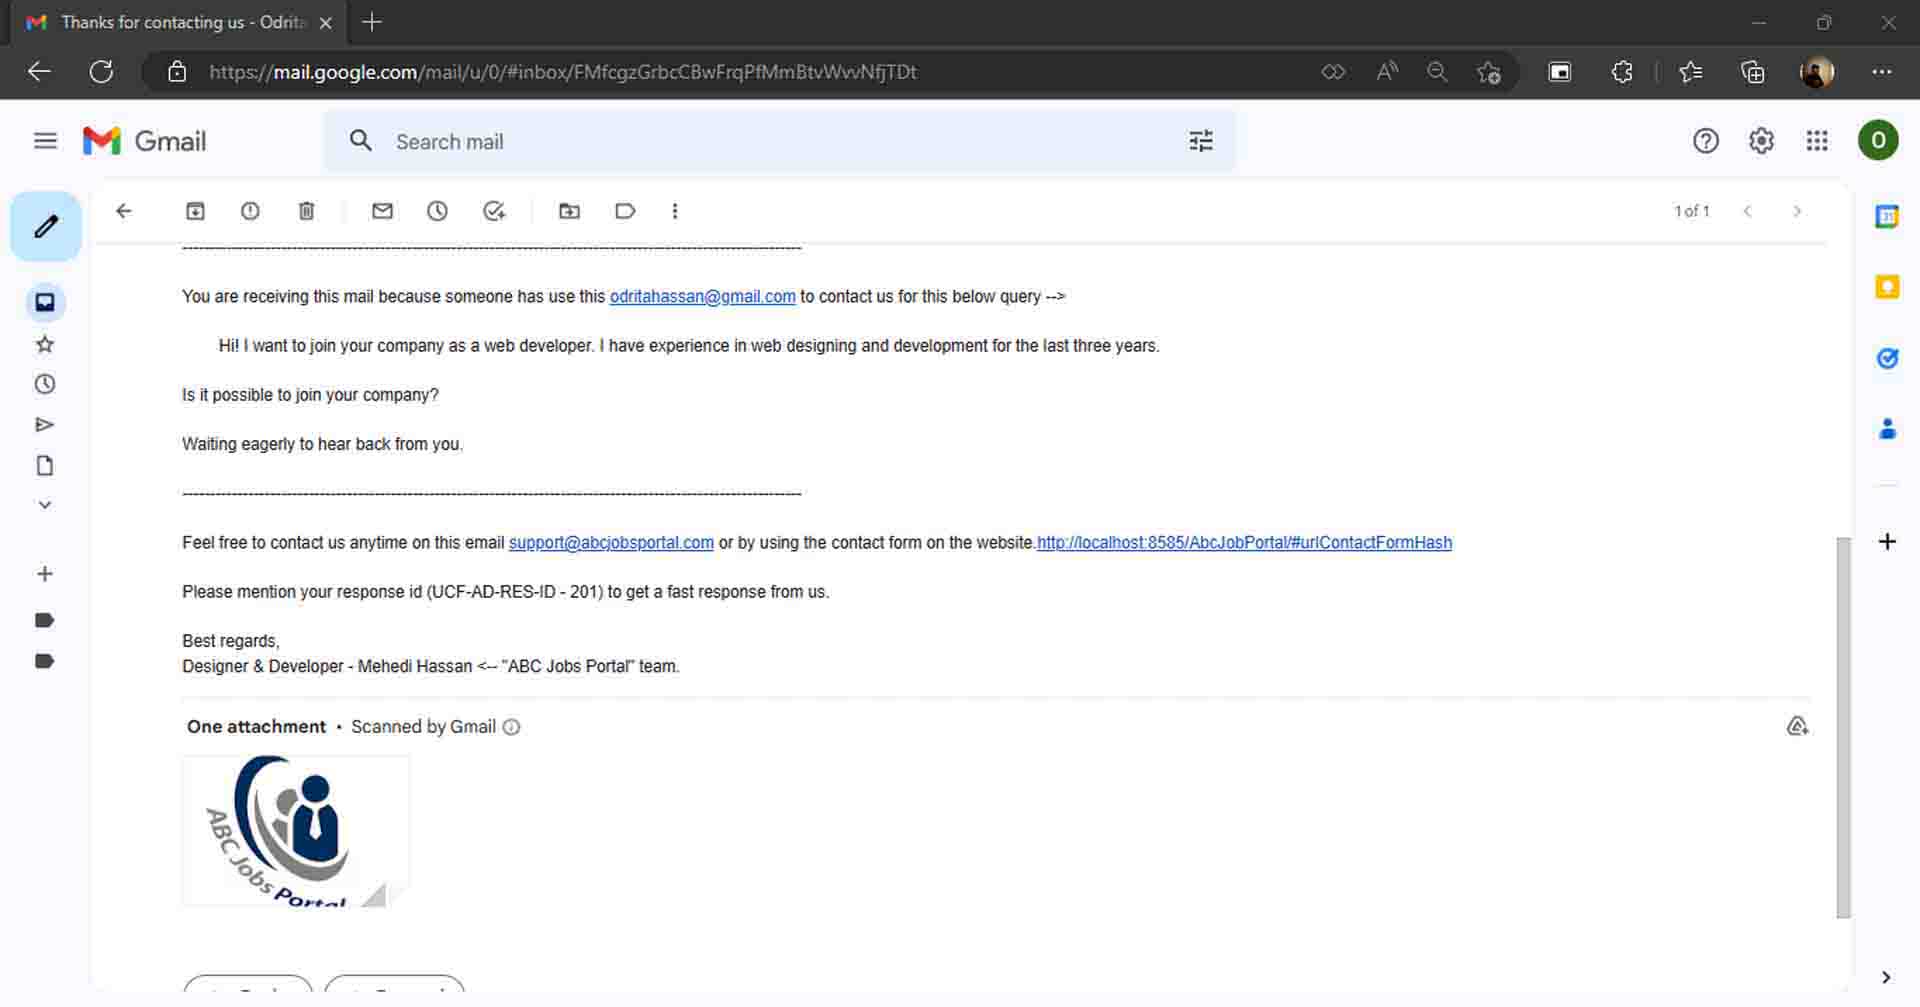 Thanks for contacting us - Odrita
https://mail.google.com/mail/u/0/#inbox/FMfcgzGrbcCBwFrqPfMmBtvWvvNfjTDt
Gmail
Search mail
O
1 of 1
31
You are receiving this mail because someone has use this odritahassan@gmail.com to contact us for this below query -->
Hi! I want to join your company as a web developer. I have experience in web designing and development for the last three years.
Is it possible to join your company?
Waiting eagerly to hear back from you.
Feel free to contact us anytime on this email support@abcjobsportal.com or by using the contact form on the website.http://localhost:8585/AbcJobPortal/#urlContactFormHash
Please mention your response id (UCF-AD-RES-ID - 201) to get a fast response from us.
Best regards,
Designer & Developer - Mehedi Hassan <-- "ABC Jobs Portal" team.
One attachment • Scanned by Gmail
ABC Jobs Portal